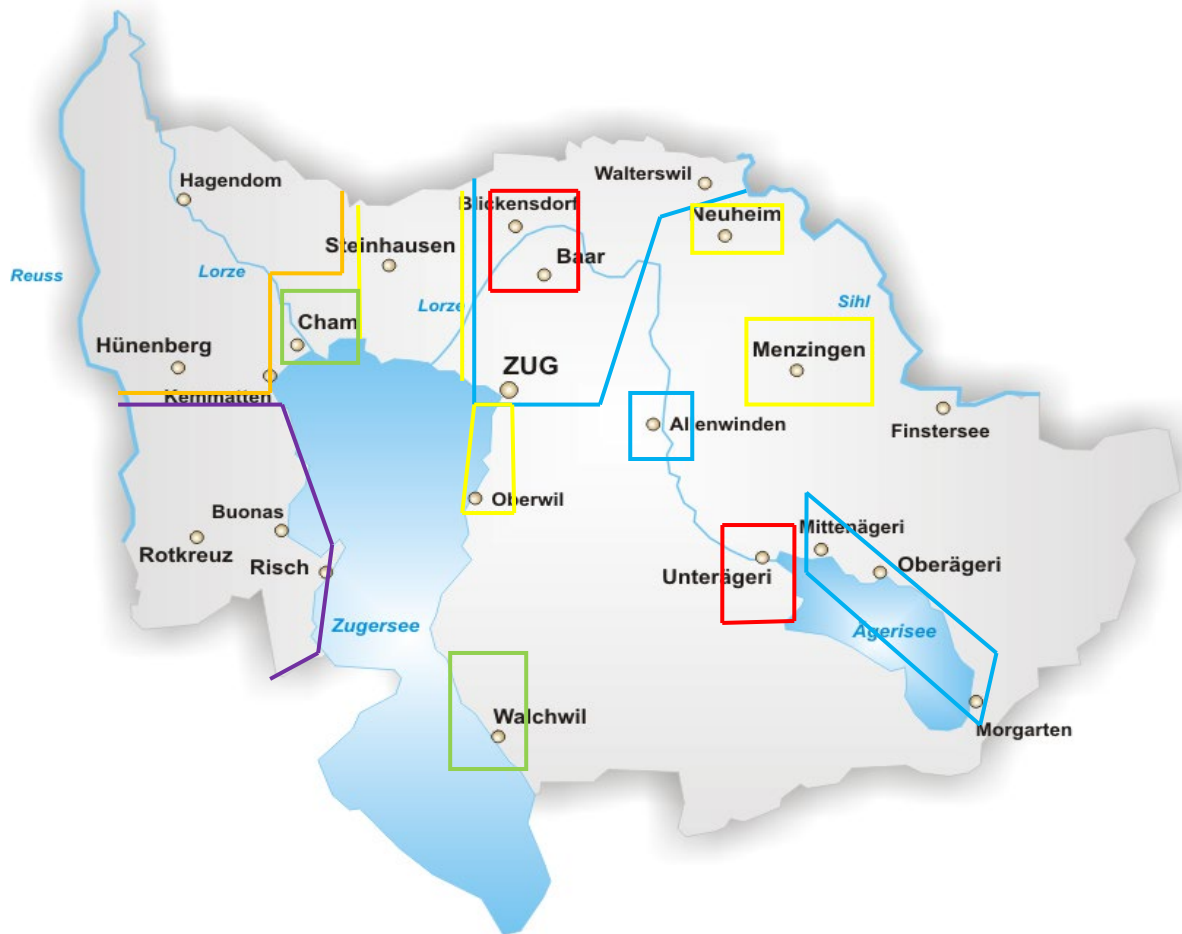 Walterswil
Hagendorn
Blickensdorf
Neuheim
Steinhausen
Baar
Reuss
Lorze
Lorze
Sihl
Cham
Hünenberg
ZUG
Menzingen
Kemmatten
Allenwinden
Finstersee
Oberwil
Buonas
Mittenägeri
Rotkreuz
Risch
Unterägeri
Oberägeri
Zugersee
Ägerisee
Walchwil
Morgarten